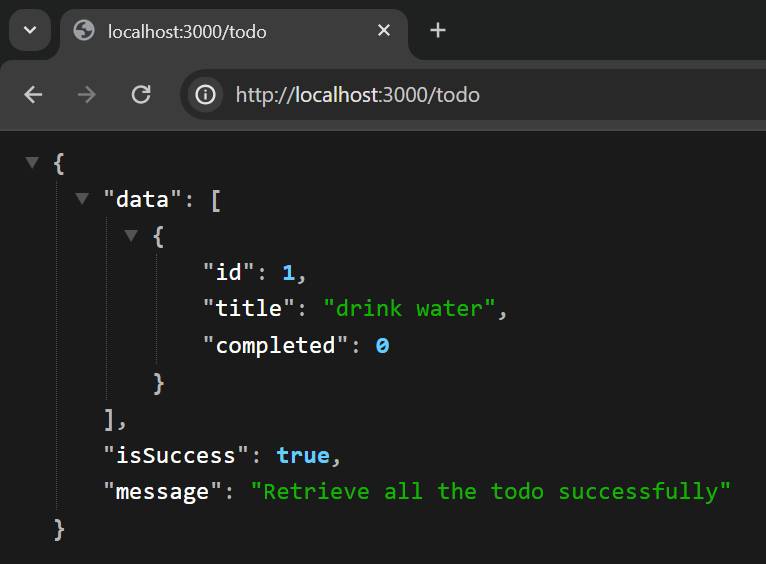 localhost:3000/todo
http://localhost:3000/todo
{
"data": [
{
"id": 1,
"title": "drink water",
"completed": 0
}
],
"isSuccess": true,
"message": "Retrieve all the todo successfully"
}